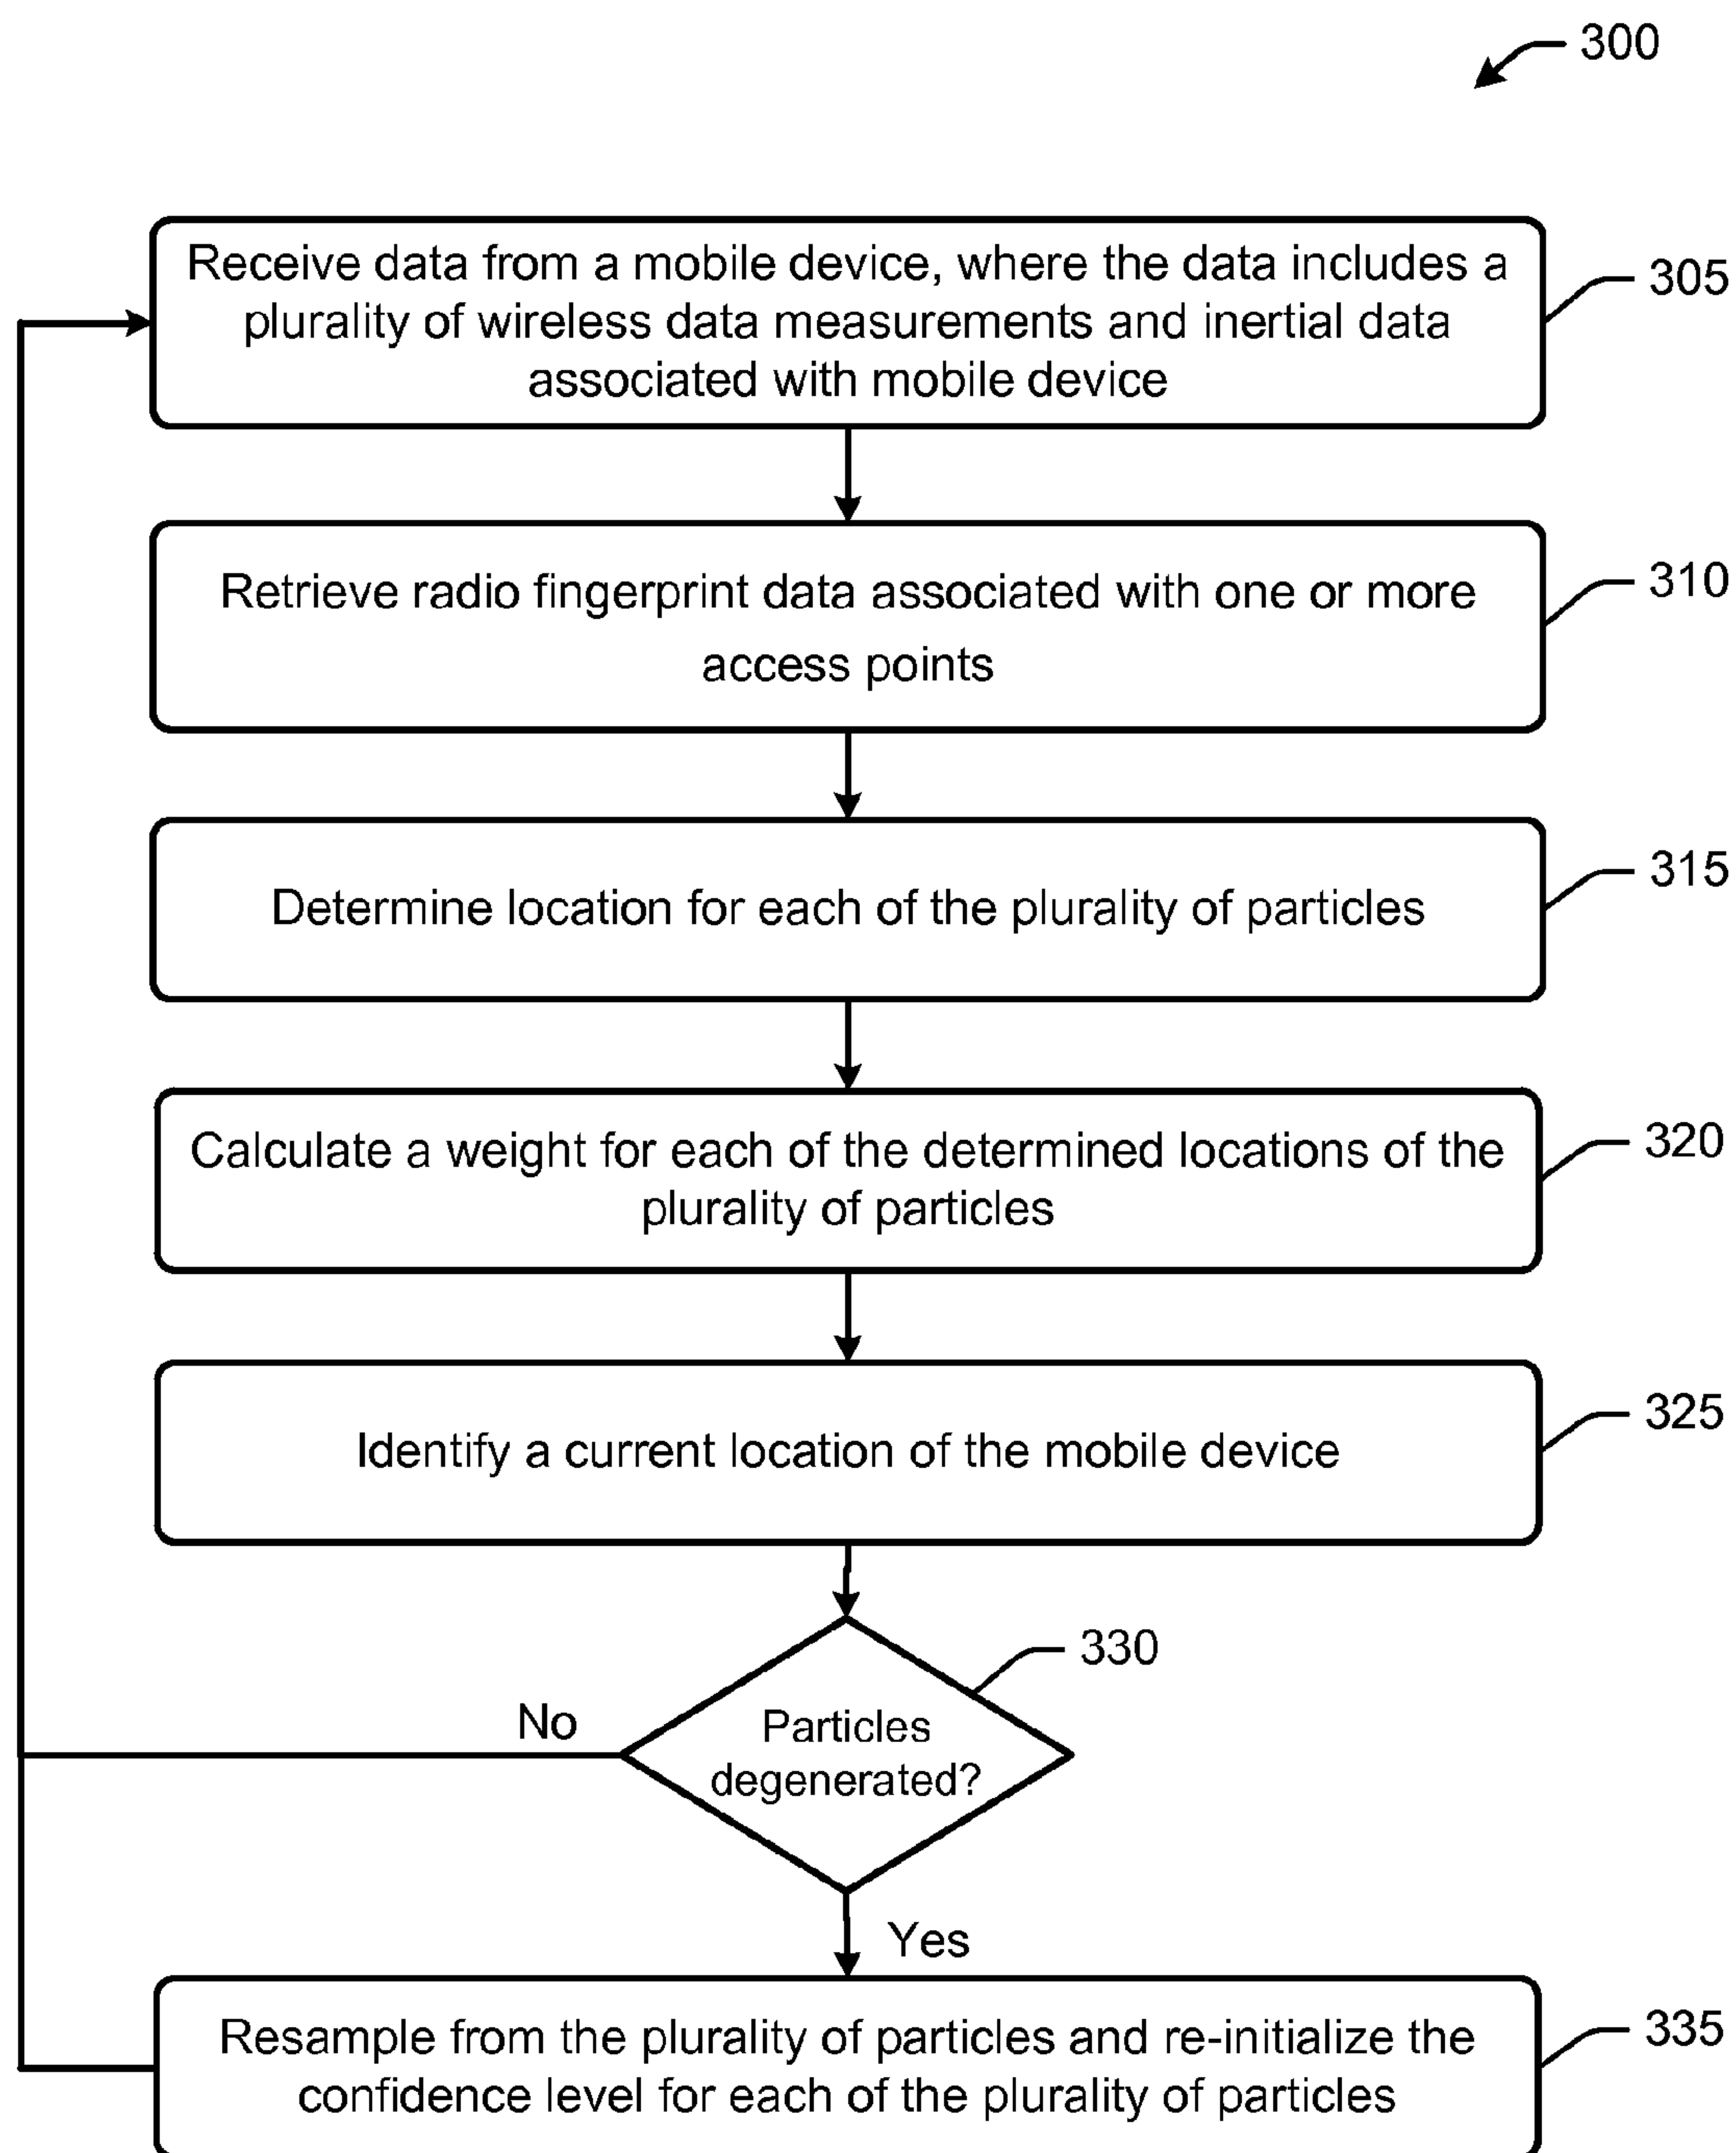 300
Receive data from a mobile device, where the data includes a
plurality of wireless data measurements and inertial data
associated with mobile device
305
Retrieve radio fingerprint data associated with one or more
access points
310
Determine location for each of the plurality of particles
315
Calculate a weight for each of the determined locations of the
plurality of particles
320
Identify a current location of the mobile device
325
Particles
degenerated?
330
No
Yes
Resample from the plurality of particles and re-initialize the
confidence level for each of the plurality of particles
335